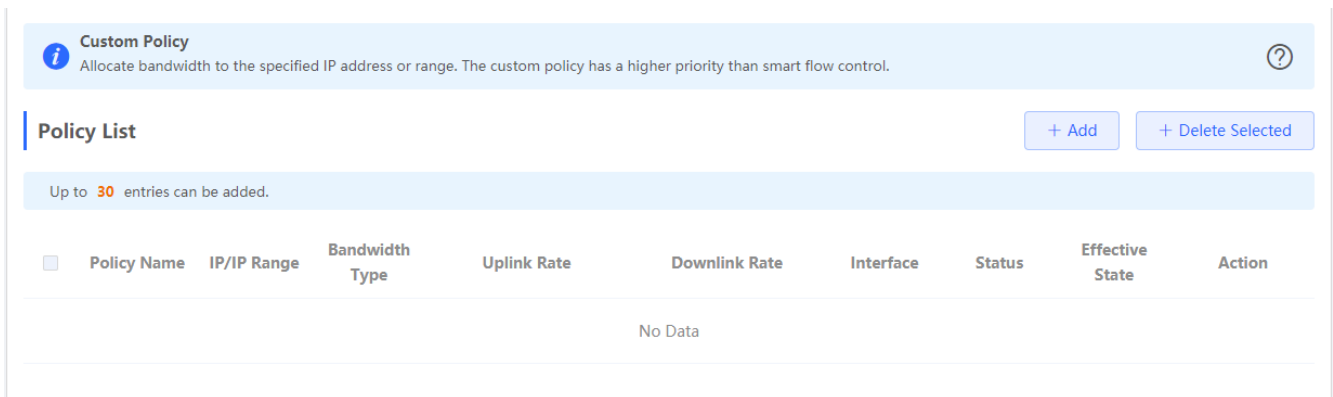 Custom Policy
Allocate bandwidth to the specified IP address or range. The custom policy has a higher priority than smart flow control.
Policy List
+ Add
+ Delete Selected
Up to 30 entries can be added.
Policy Name IP/IP Range Bandwidth Type Uplink Rate Downlink Rate Interface Status Effective State Action
No Data